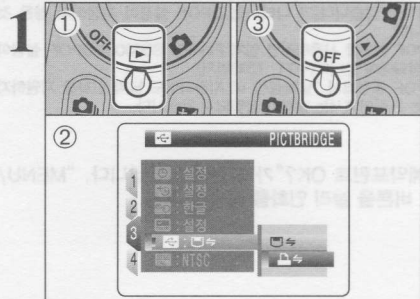 1
① OFF
③ OFF
②
PICTBRIDGE
1 : 설정
: 설정
2 : 한글
: 설정
3
4 : NTSC